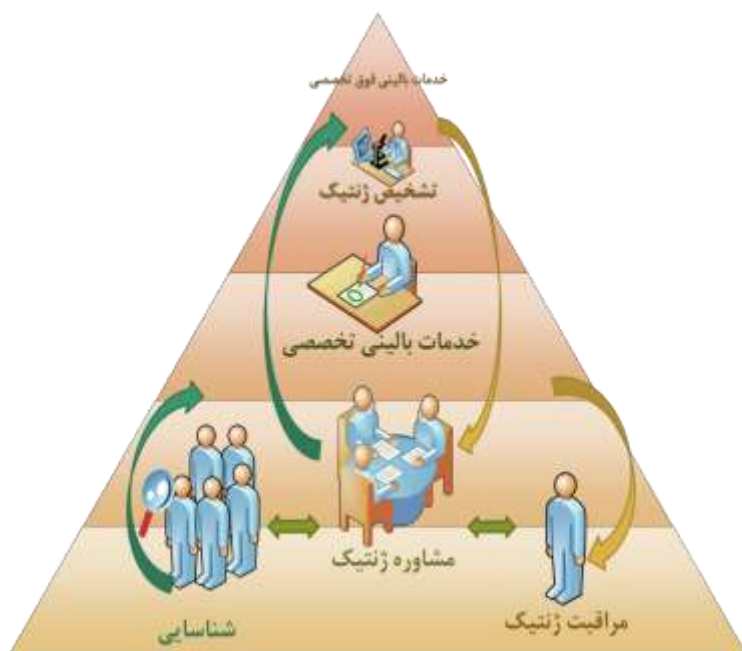 خدمات بالینی فوق تخصصی
تشخیص ژنتیک
خدمات بالینی تخصصی
مشاوره ژنتیک
مراقبت ژنتیک
شناسایی